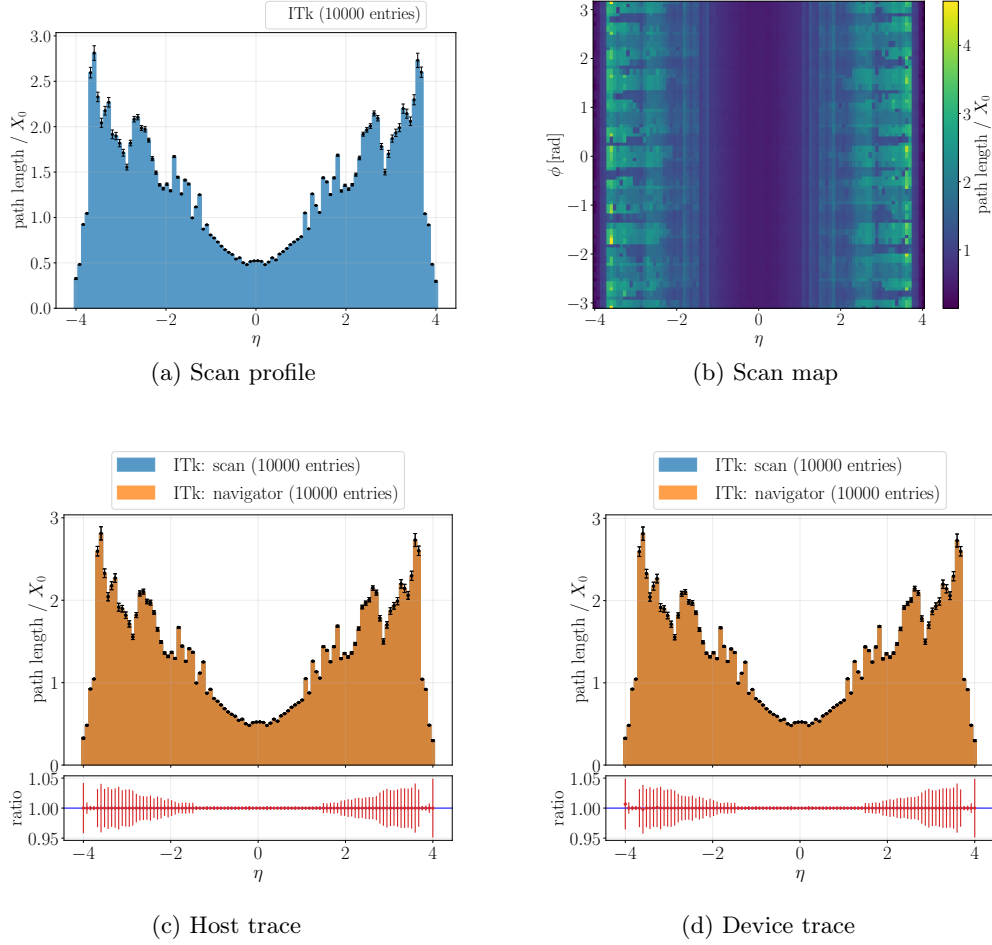 ITk (10000 entries)
path length / X0
3.0
2.5
2.0
1.5
1.0
0.5
0.0
−4
−2
0
2
4
η
(a) Scan profile
ϕ [rad]
3
2
1
0
−1
−2
−3
−4
−2
0
2
4
η
4
3
2
1
path length / X0
(b) Scan map
ITk: scan (10000 entries)
ITk: navigator (10000 entries)
path length / X0
3
2
1
0
ratio
1.05
1.00
0.95
−4
−2
0
2
4
η
(c) Host trace
ITk: scan (10000 entries)
ITk: navigator (10000 entries)
path length / X0
3
2
1
0
ratio
1.05
1.00
0.95
−4
−2
0
2
4
η
(d) Device trace